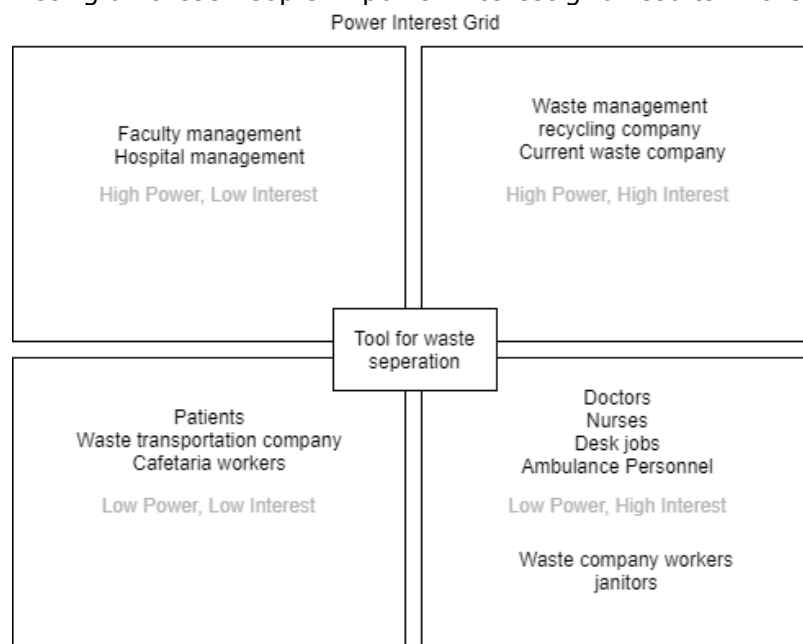 Power Interest Grid
Faculty management
Hospital management
High Power, Low Interest
Waste management
recycling company
Current waste company
High Power, High Interest
Tool for waste
seperation
Patients
Waste transportation company
Cafetaria workers
Low Power, Low Interest
Doctors
Nurses
Desk jobs
Ambulance Personnel
Low Power, High Interest
Waste company workers
janitors